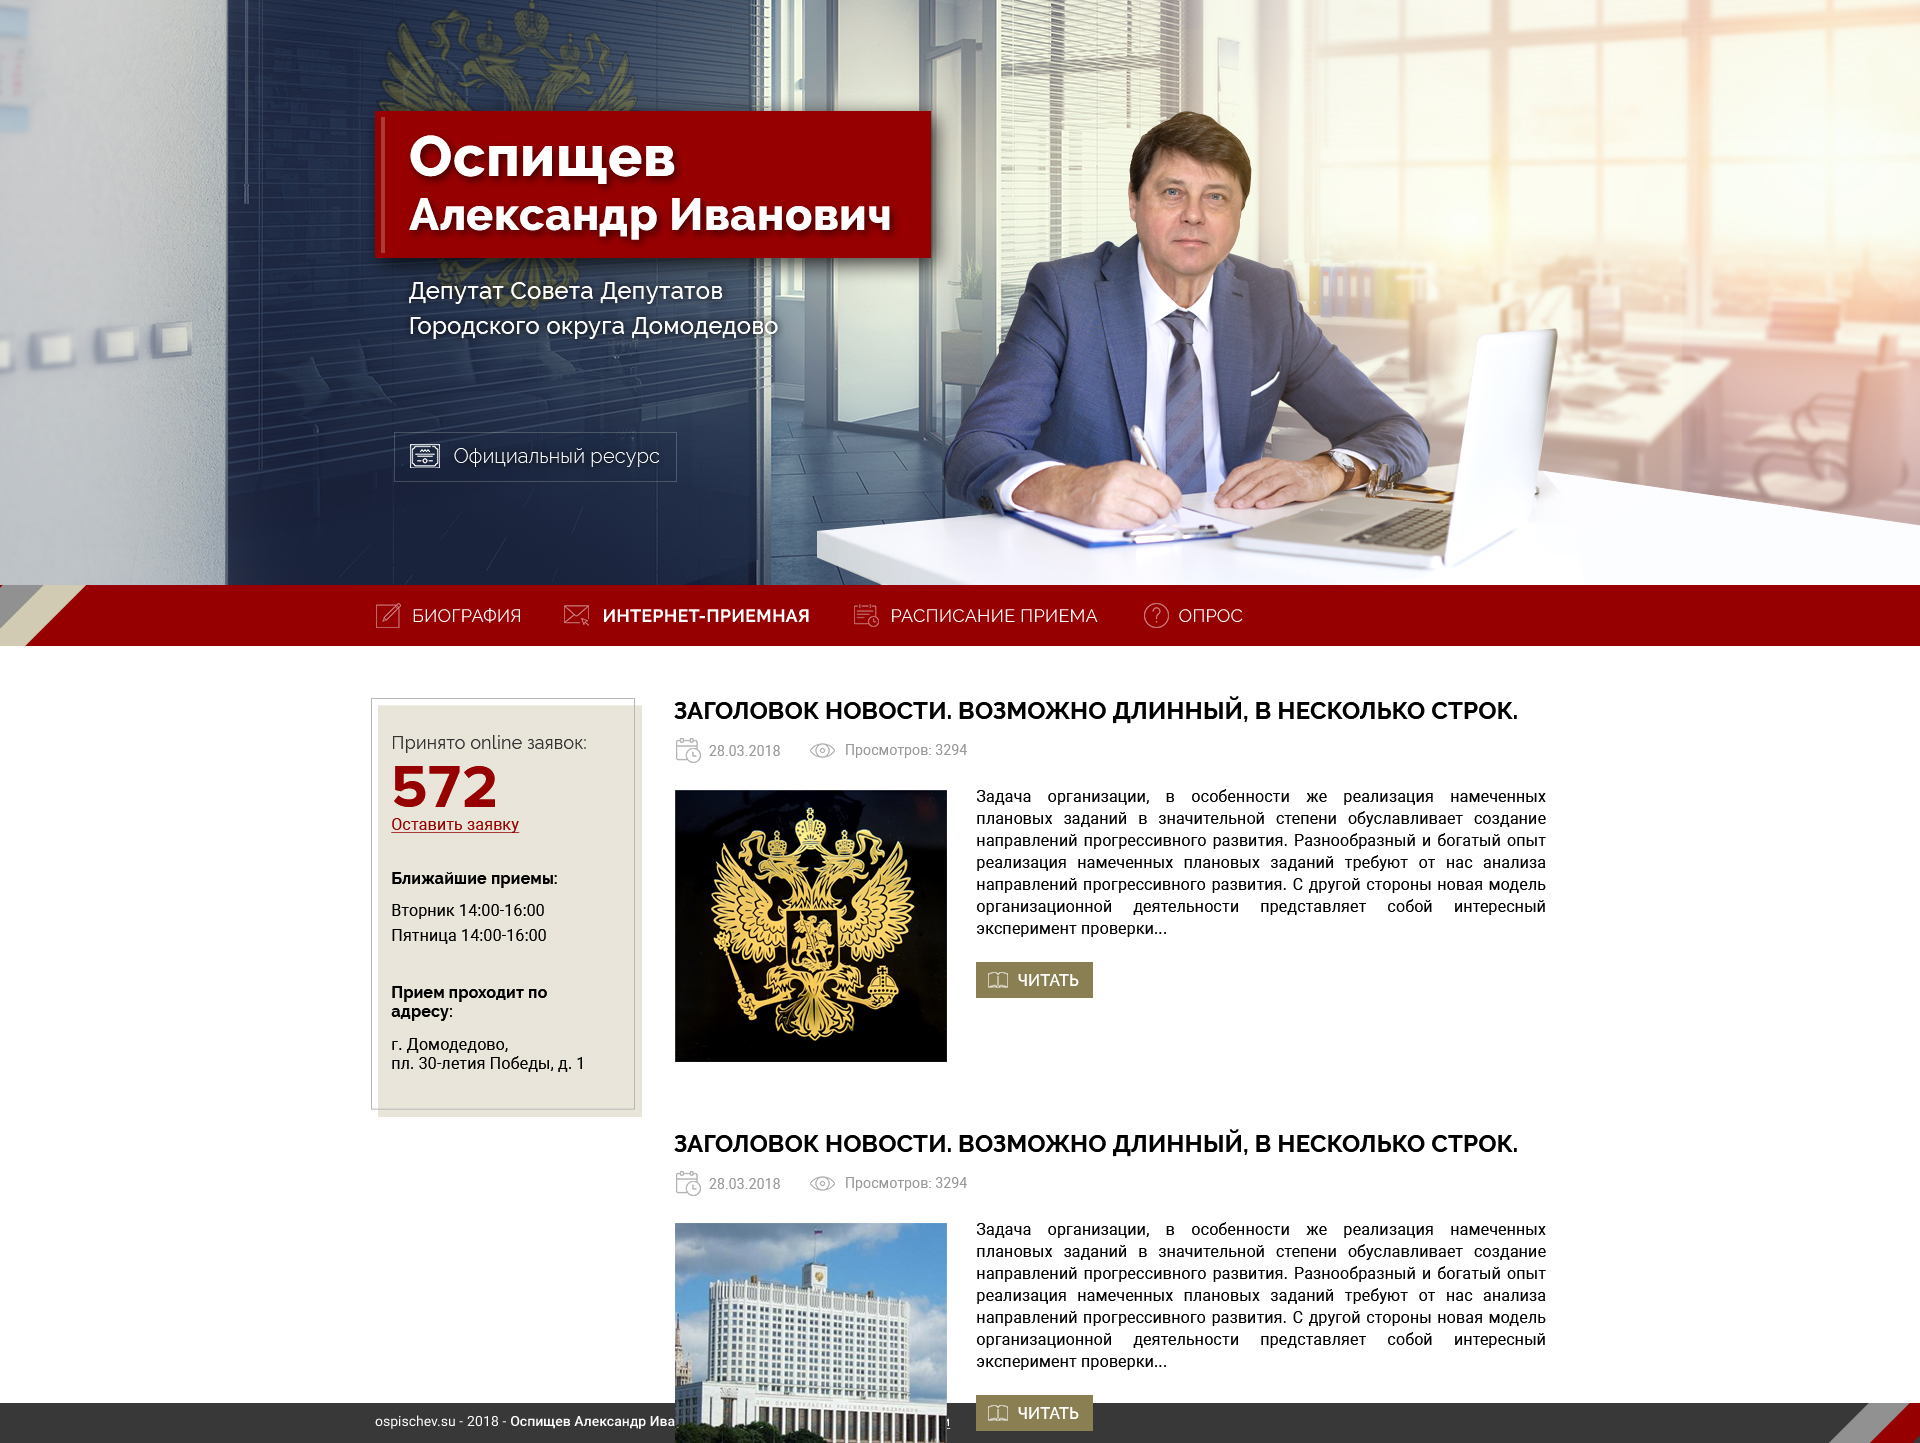 Оспищев
Александр Иванович
Депутат Совета Депутатов
Городского округа Домодедово
Официальный ресурс
БИОГРАФИЯ
ИНТЕРНЕТ-ПРИЕМНАЯ
РАСПИСАНИЕ ПРИЕМА
ОПРОС
Принято online заявок:
572
Оставить заявку
Ближайшие приемы:
Вторник 14:00-16:00
Пятница 14:00-16:00
Прием проходит по
адресу:
г. Домодедово,
пл. 30-летия Победы, д. 1
ЗАГОЛОВОК НОВОСТИ. ВОЗМОЖНО ДЛИННЫЙ, В НЕСКОЛЬКО СТРОК.
28.03.2018
Просмотров: 3294
Задача организации, в особенности же реализация намеченных
плановых заданий в значительной степени обуславливает создание
направлений прогрессивного развития. Разнообразный и богатый опыт
реализация намеченных плановых заданий требуют от нас анализа
направлений прогрессивного развития. С другой стороны новая модель
организационной деятельности представляет собой интересный
эксперимент проверки...
ЧИТАТЬ
ЗАГОЛОВОК НОВОСТИ. ВОЗМОЖНО ДЛИННЫЙ, В НЕСКОЛЬКО СТРОК.
28.03.2018
Просмотров: 3294
Задача организации, в особенности же реализация намеченных
плановых заданий в значительной степени обуславливает создание
направлений прогрессивного развития. Разнообразный и богатый опыт
реализация намеченных плановых заданий требуют от нас анализа
направлений прогрессивного развития. С другой стороны новая модель
организационной деятельности представляет собой интересный
эксперимент проверки...
ЧИТАТЬ
ospischev.su - 2018 - Оспищев Александр Ива